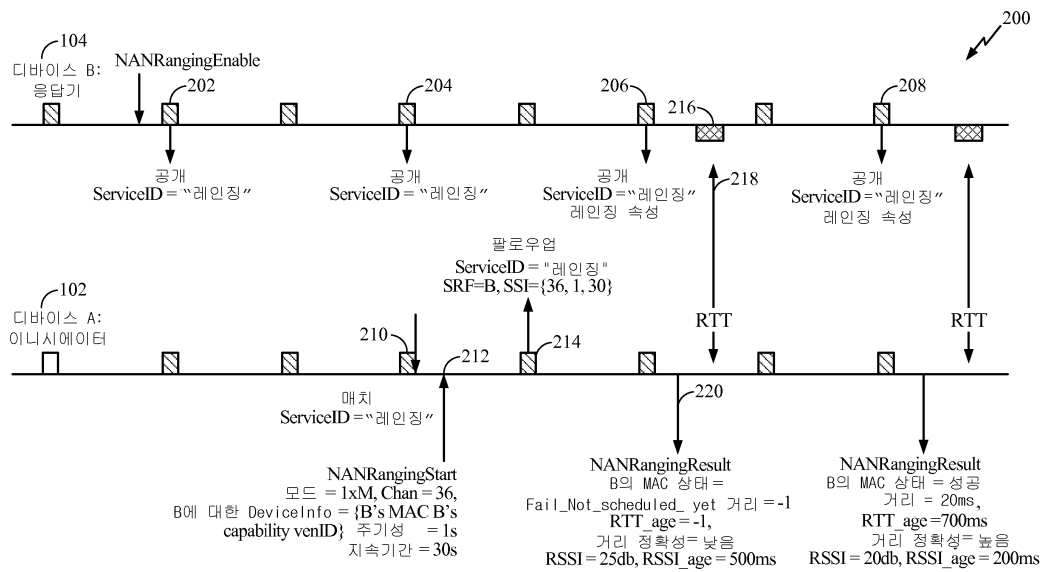 200
104
디바이스 B:
응답기
NANRangingEnable
202
204
206
216
208
공개
ServiceID = “레인징”
공개
ServiceID = “레인징”
공개
ServiceID = “레인징”
레인징 속성
218
공개
ServiceID = “레인징”
레인징 속성
팔로우업
ServiceID = "레인징"
SRF=B, SSI={36, 1, 30}
102
디바이스 A:
이니시에이터
210
212
214
RTT
RTT
매치
ServiceID = “레인징”
220
NANRangingStart
모드 = 1xM, Chan = 36,
B에 대한 DeviceInfo = {B's MAC B's
capability venID} 주기성 = 1s
지속기간 = 30s
NANRangingResult
B의 MAC 상태 =
Fail_Not_scheduled_ yet 거리 = -1
RTT_age = -1,
거리 정확성= 낮음
RSSI = 25db, RSSI_age = 500ms
NANRangingResult
B의 MAC 상태 = 성공
거리 = 20ms,
RTT_age =700ms
거리 정확성= 높음
RSSI = 20db, RSSI_age = 200ms